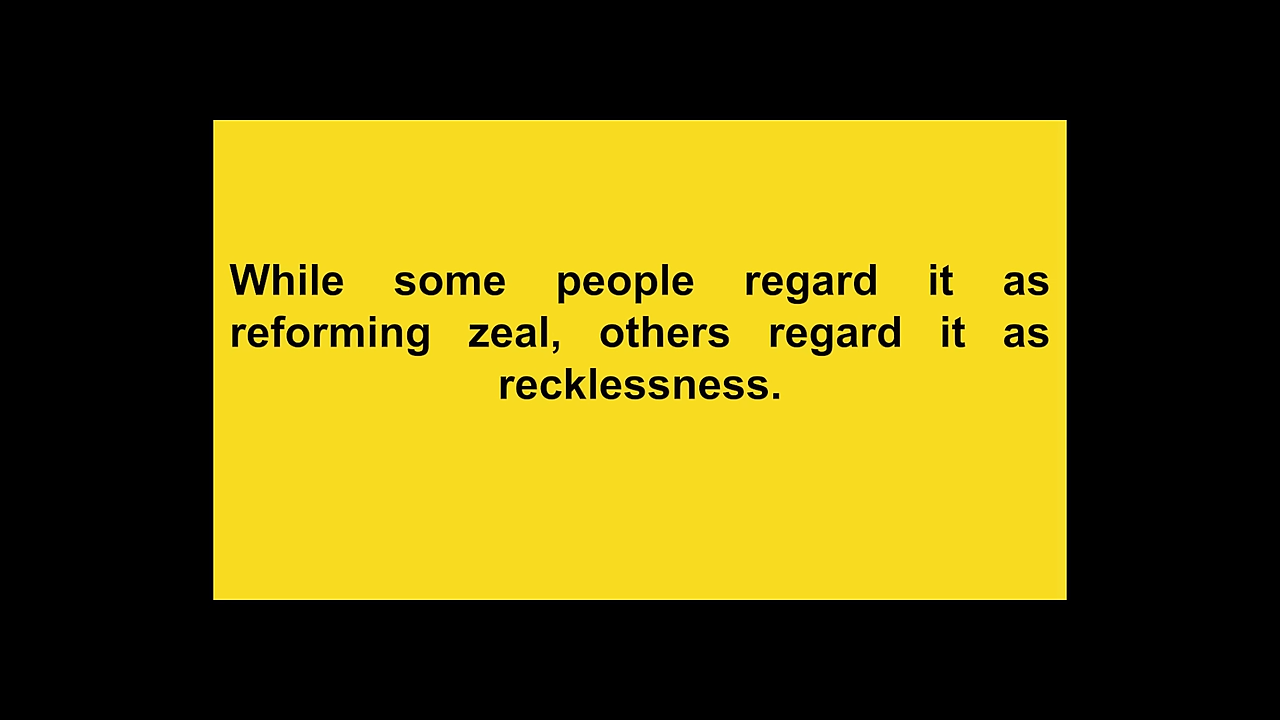 While some people regard it as
reforming zeal, others regard it as
recklessness.